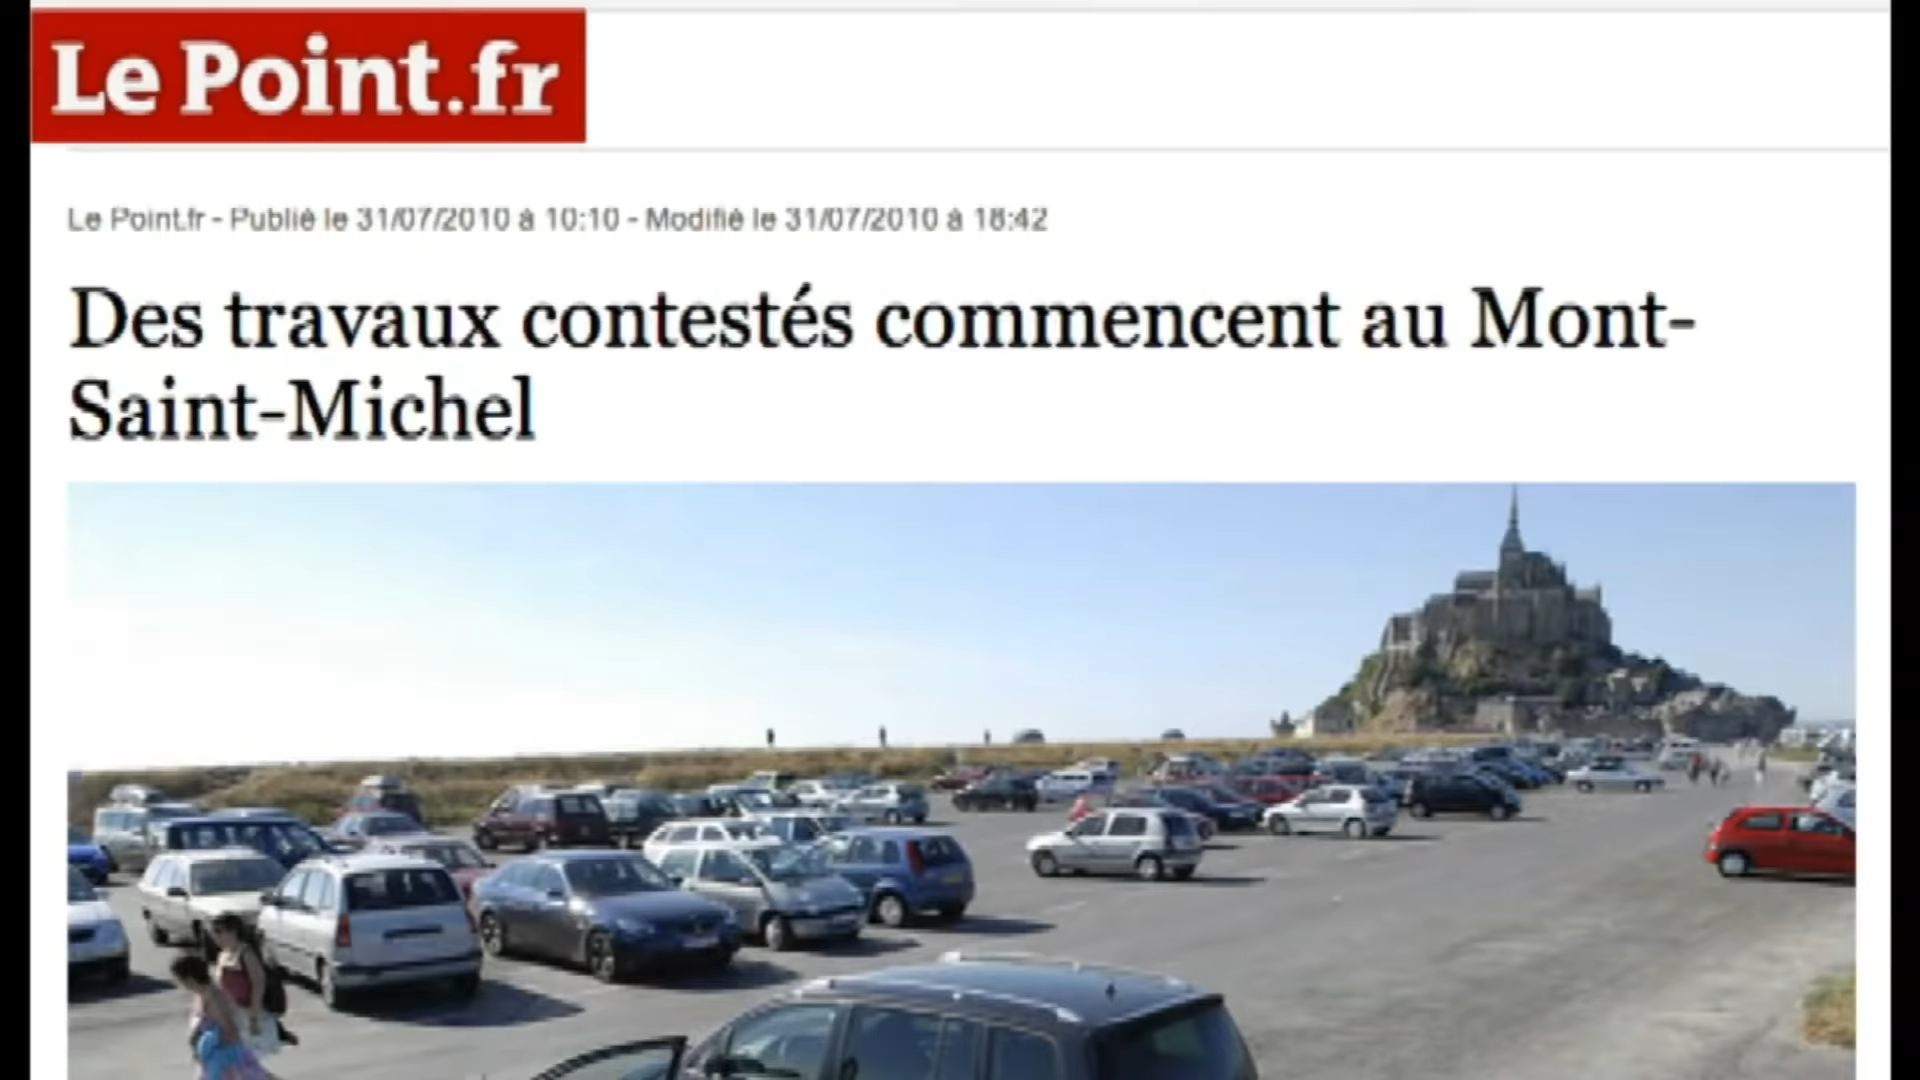 Le Point.fr
Le Point.fr - Publié le 31/07/2010 à 10:10 - Modifié le 31/07/2010 à 18:42
Des travaux contestés commencent au Mont-
Saint-Michel